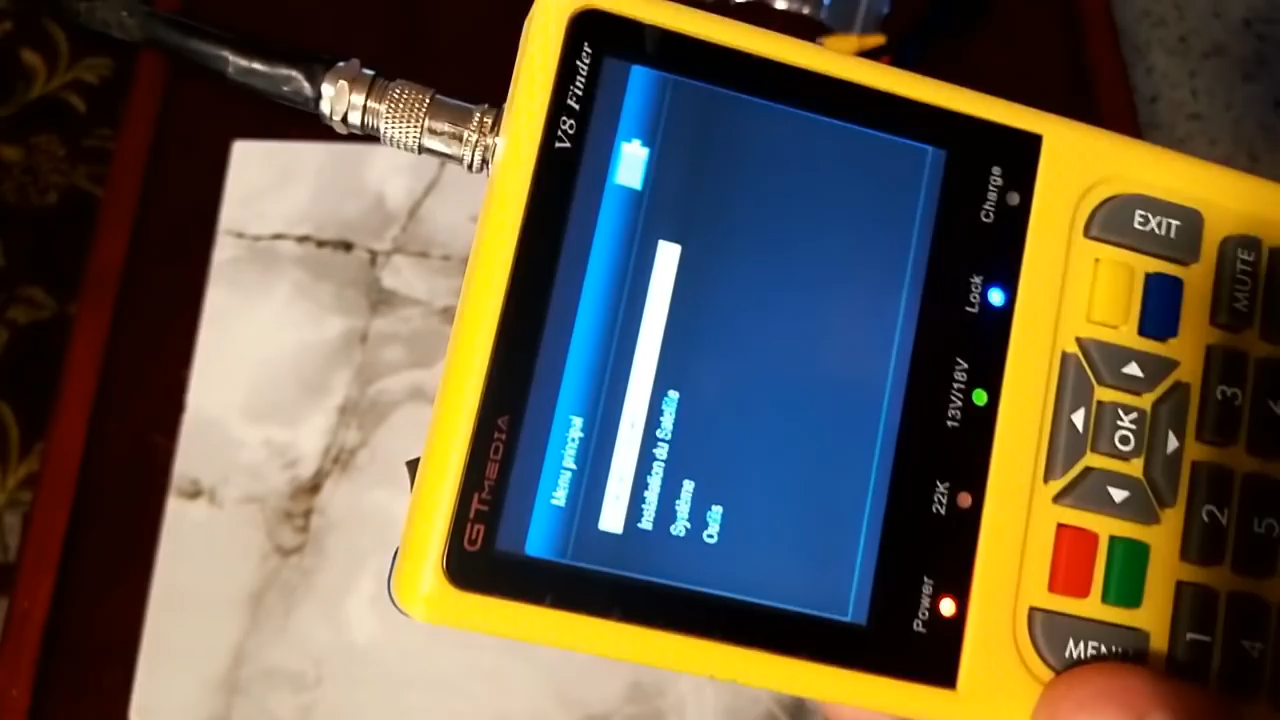 GTMEDIA
V8 Finder
Menu principal
Installation du Satellite
Système
Outils
Power
22K
13V/18V
Lock
Charge
MENU
EXIT
OK
MUTE
1
2
3
4
5